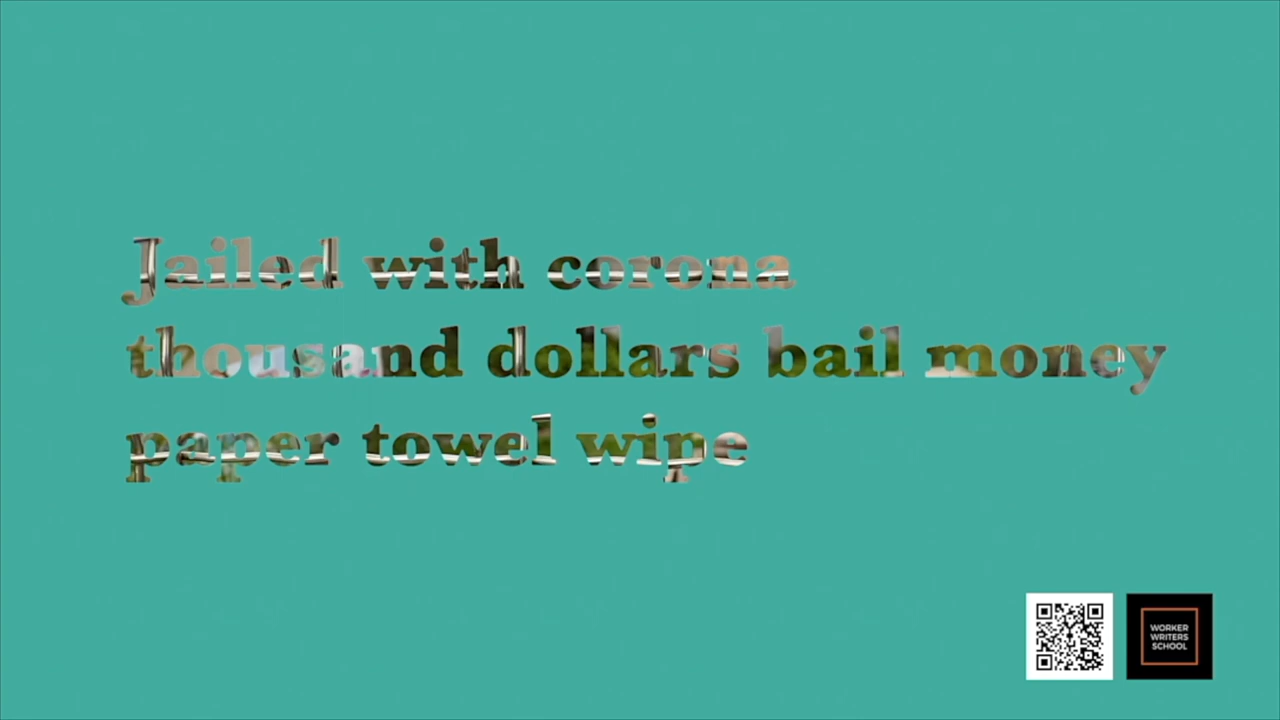 Jailed with corona
thousand dollars bail money
paper towel wipe
WORKER
WRITERS
SCHOOL